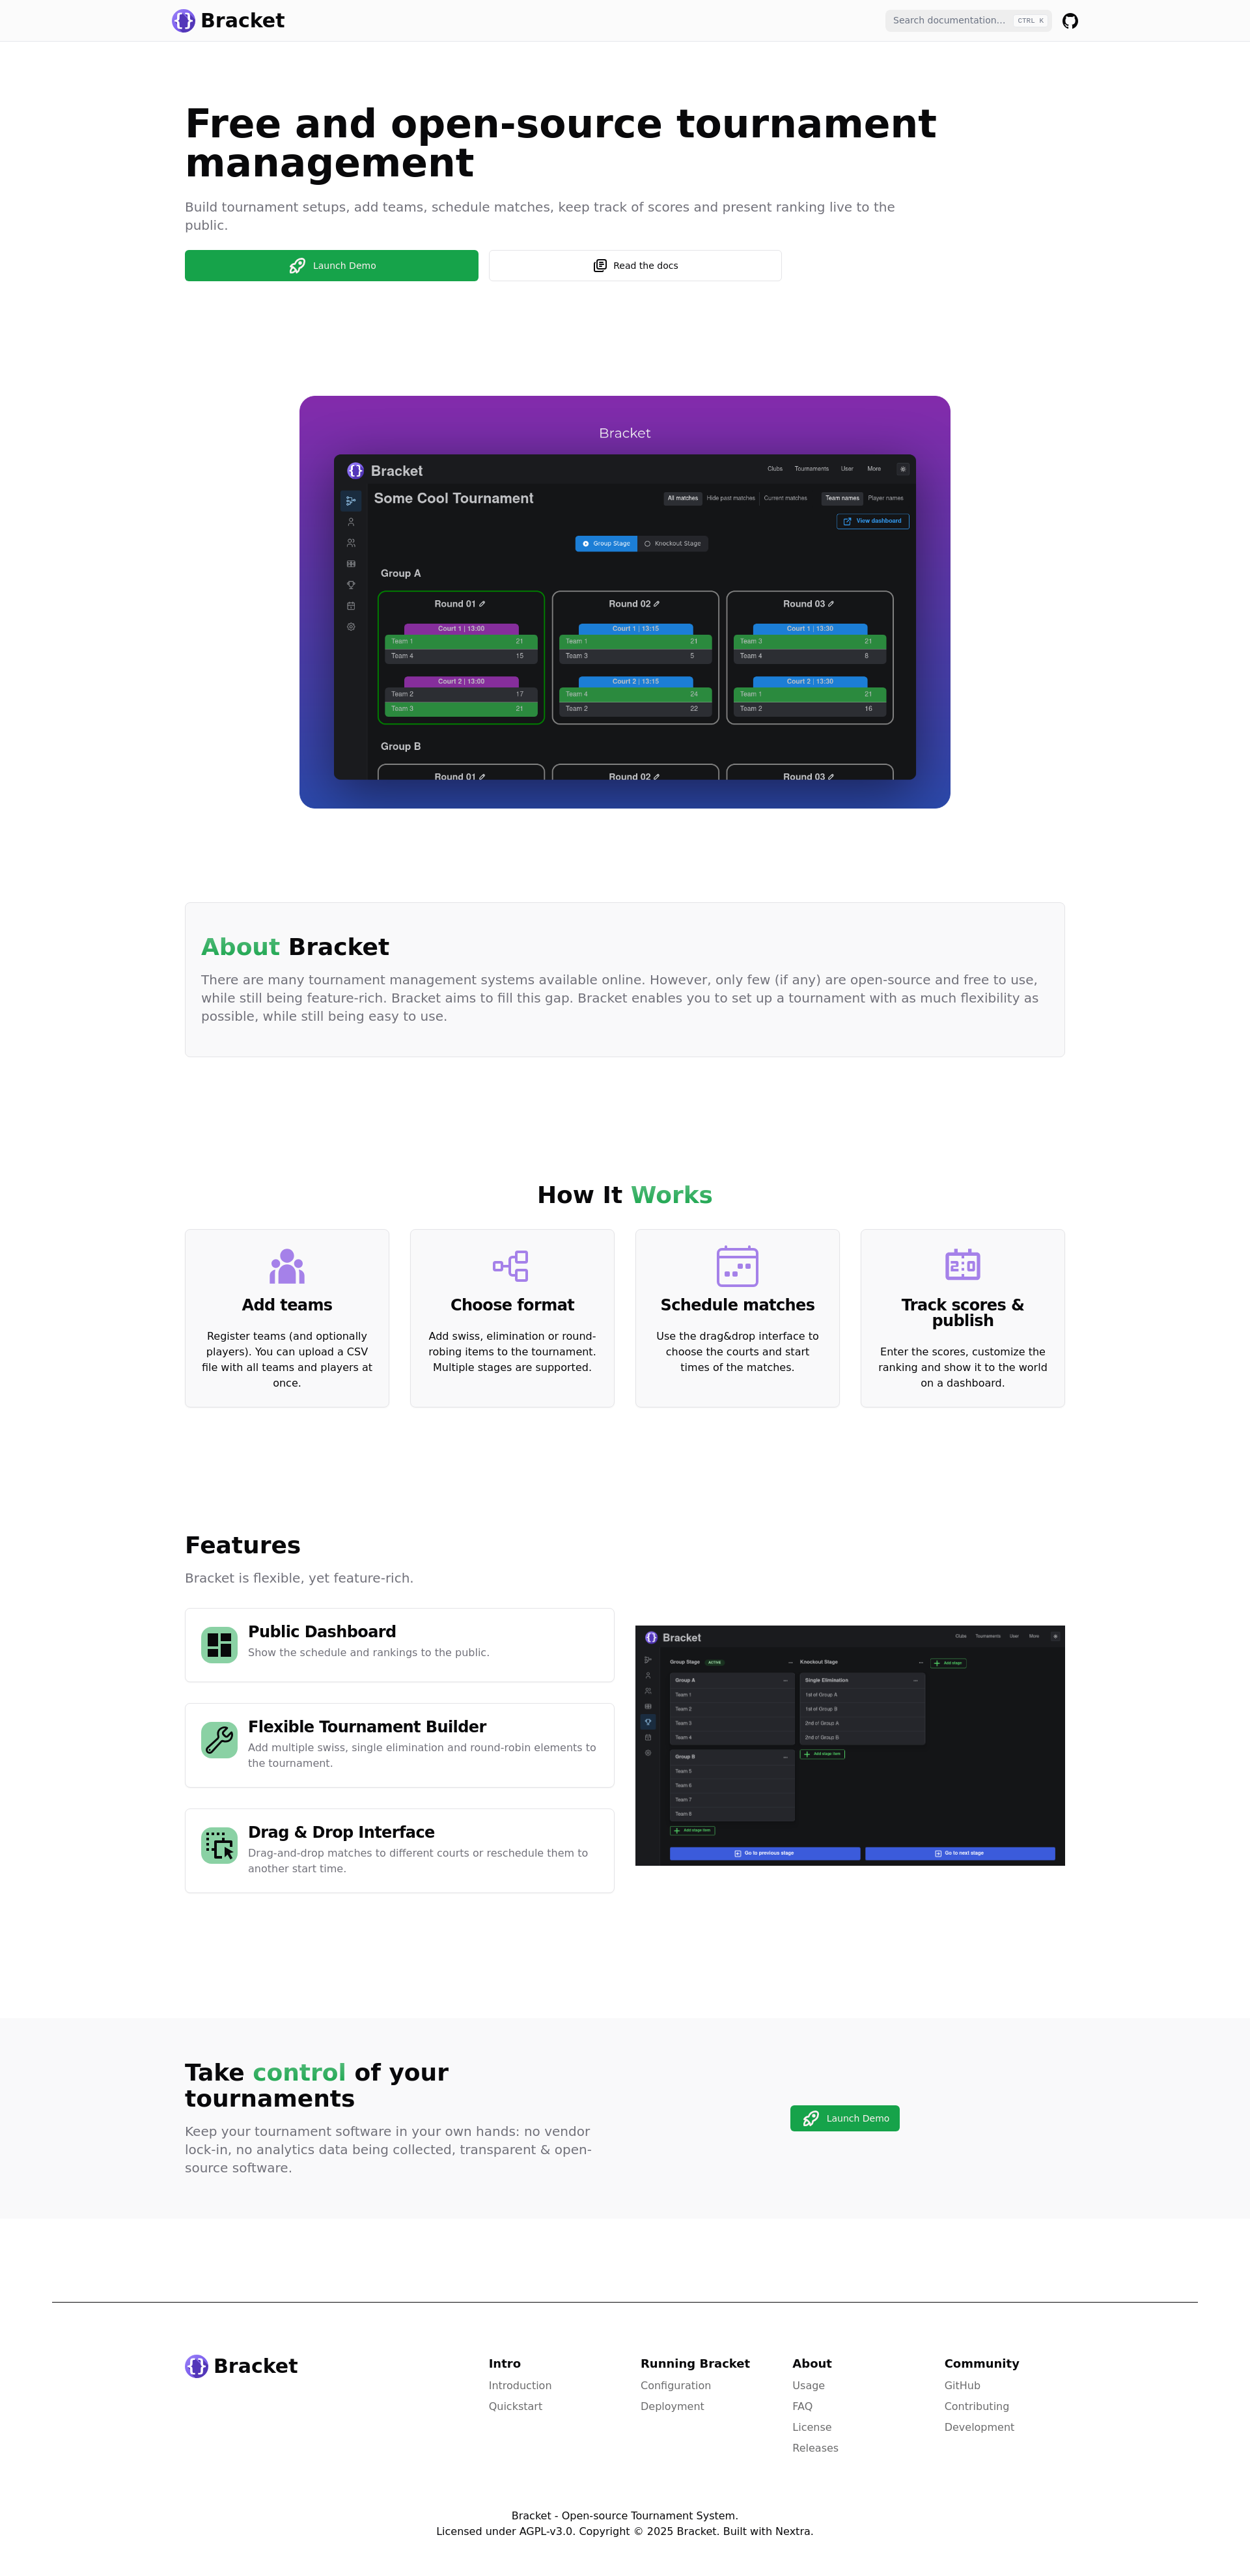 Bracket
Search documentation…
CTRL K
Free and open-source tournament
management
Build tournament setups, add teams, schedule matches, keep track of scores and present ranking live to the
public.
Launch Demo
Read the docs
Bracket
Bracket
Clubs Tournaments User More
Some Cool Tournament
All matches Hide past matches Current matches Team names Player names
View dashboard
Group Stage Knockout Stage
Group A
Round 01 Round 02 Round 03
Court 1 | 13:00 Court 1 | 13:15 Court 1 | 13:30
Team 1 21 Team 1 21 Team 3 21
Team 4 15 Team 3 5 Team 4 8
Court 2 | 13:00 Court 2 | 13:15 Court 2 | 13:30
Team 2 17 Team 4 24 Team 1 21
Team 3 21 Team 2 22 Team 2 16
Group B
Round 01 Round 02 Round 03
About Bracket
There are many tournament management systems available online. However, only few (if any) are open-source and free to use,
while still being feature-rich. Bracket aims to fill this gap. Bracket enables you to set up a tournament with as much flexibility as
possible, while still being easy to use.
How It Works
Add teams
Register teams (and optionally
players). You can upload a CSV
file with all teams and players at
once.
Choose format
Add swiss, elimination or round-
robing items to the tournament.
Multiple stages are supported.
Schedule matches
Use the drag&drop interface to
choose the courts and start
times of the matches.
2:0
Track scores &
publish
Enter the scores, customize the
ranking and show it to the world
on a dashboard.
Features
Bracket is flexible, yet feature-rich.
Public Dashboard
Show the schedule and rankings to the public.
Flexible Tournament Builder
Add multiple swiss, single elimination and round-robin elements to
the tournament.
Drag & Drop Interface
Drag-and-drop matches to different courts or reschedule them to
another start time.
Bracket
Clubs Tournaments User More
Group Stage ACTIVE Knockout Stage Add stage
Group A Single Elimination
Team 1 1st of Group A
Team 2 1st of Group B
Team 3 2nd of Group A
Team 4 2nd of Group B
Group B Add stage item
Team 5
Team 6
Team 7
Team 8
Add stage item
Go to previous stage Go to next stage
Take control of your
tournaments
Keep your tournament software in your own hands: no vendor
lock-in, no analytics data being collected, transparent & open-
source software.
Launch Demo
Bracket
Intro
Introduction
Quickstart
Running Bracket
Configuration
Deployment
About
Usage
FAQ
License
Releases
Community
GitHub
Contributing
Development
Bracket - Open-source Tournament System.
Licensed under AGPL-v3.0. Copyright © 2025 Bracket. Built with Nextra.